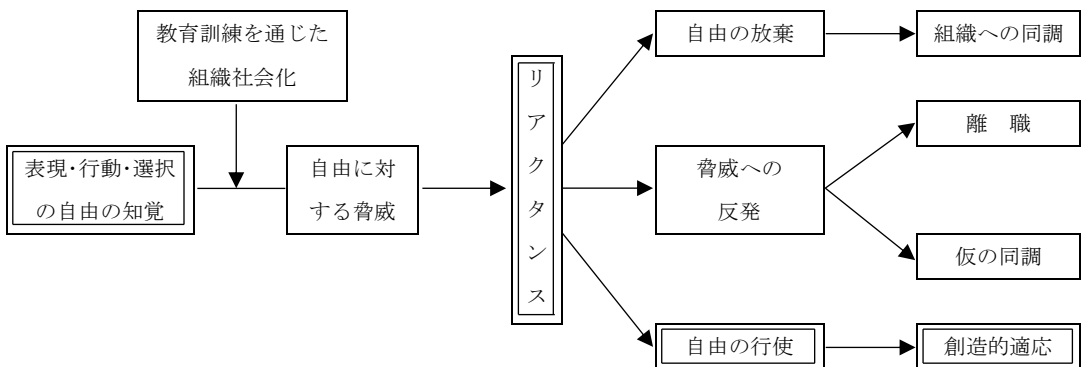 教育訓練を通じた
組織社会化
表現・行動・選択
の自由の知覚
自由に対
する脅威
リアクタンス
自由の放棄
組織への同調
脅威への
反発
離　職
仮の同調
自由の行使
創造的適応